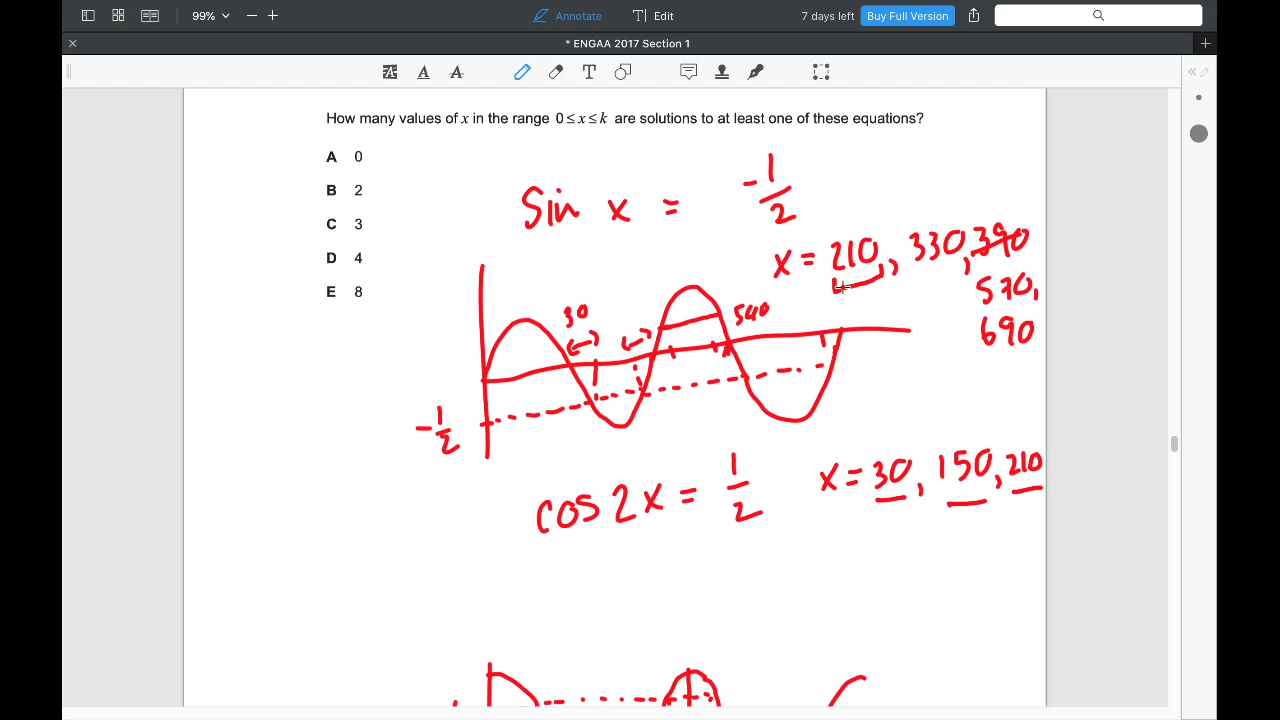 99%
Annotate
Edit
7 days left
Buy Full Version
* ENGAA 2017 Section 1
How many values of x in the range 0 ≤ x ≤ k are solutions to at least one of these equations?
A 0
B 2
C 3
D 4
E 8
Sin x = -1/2
x = 210, 330, 390
570,
690
30
540
-1/2
cos 2x = 1/2
x = 30, 150, 210